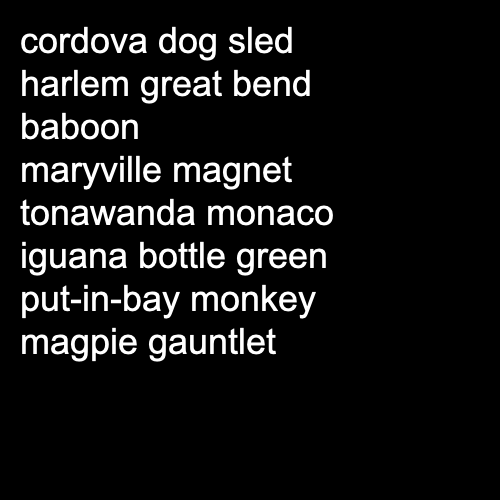 cordova dog sled
harlem great bend
baboon
maryville magnet
tonawanda monaco
iguana bottle green
put-in-bay monkey
magpie gauntlet